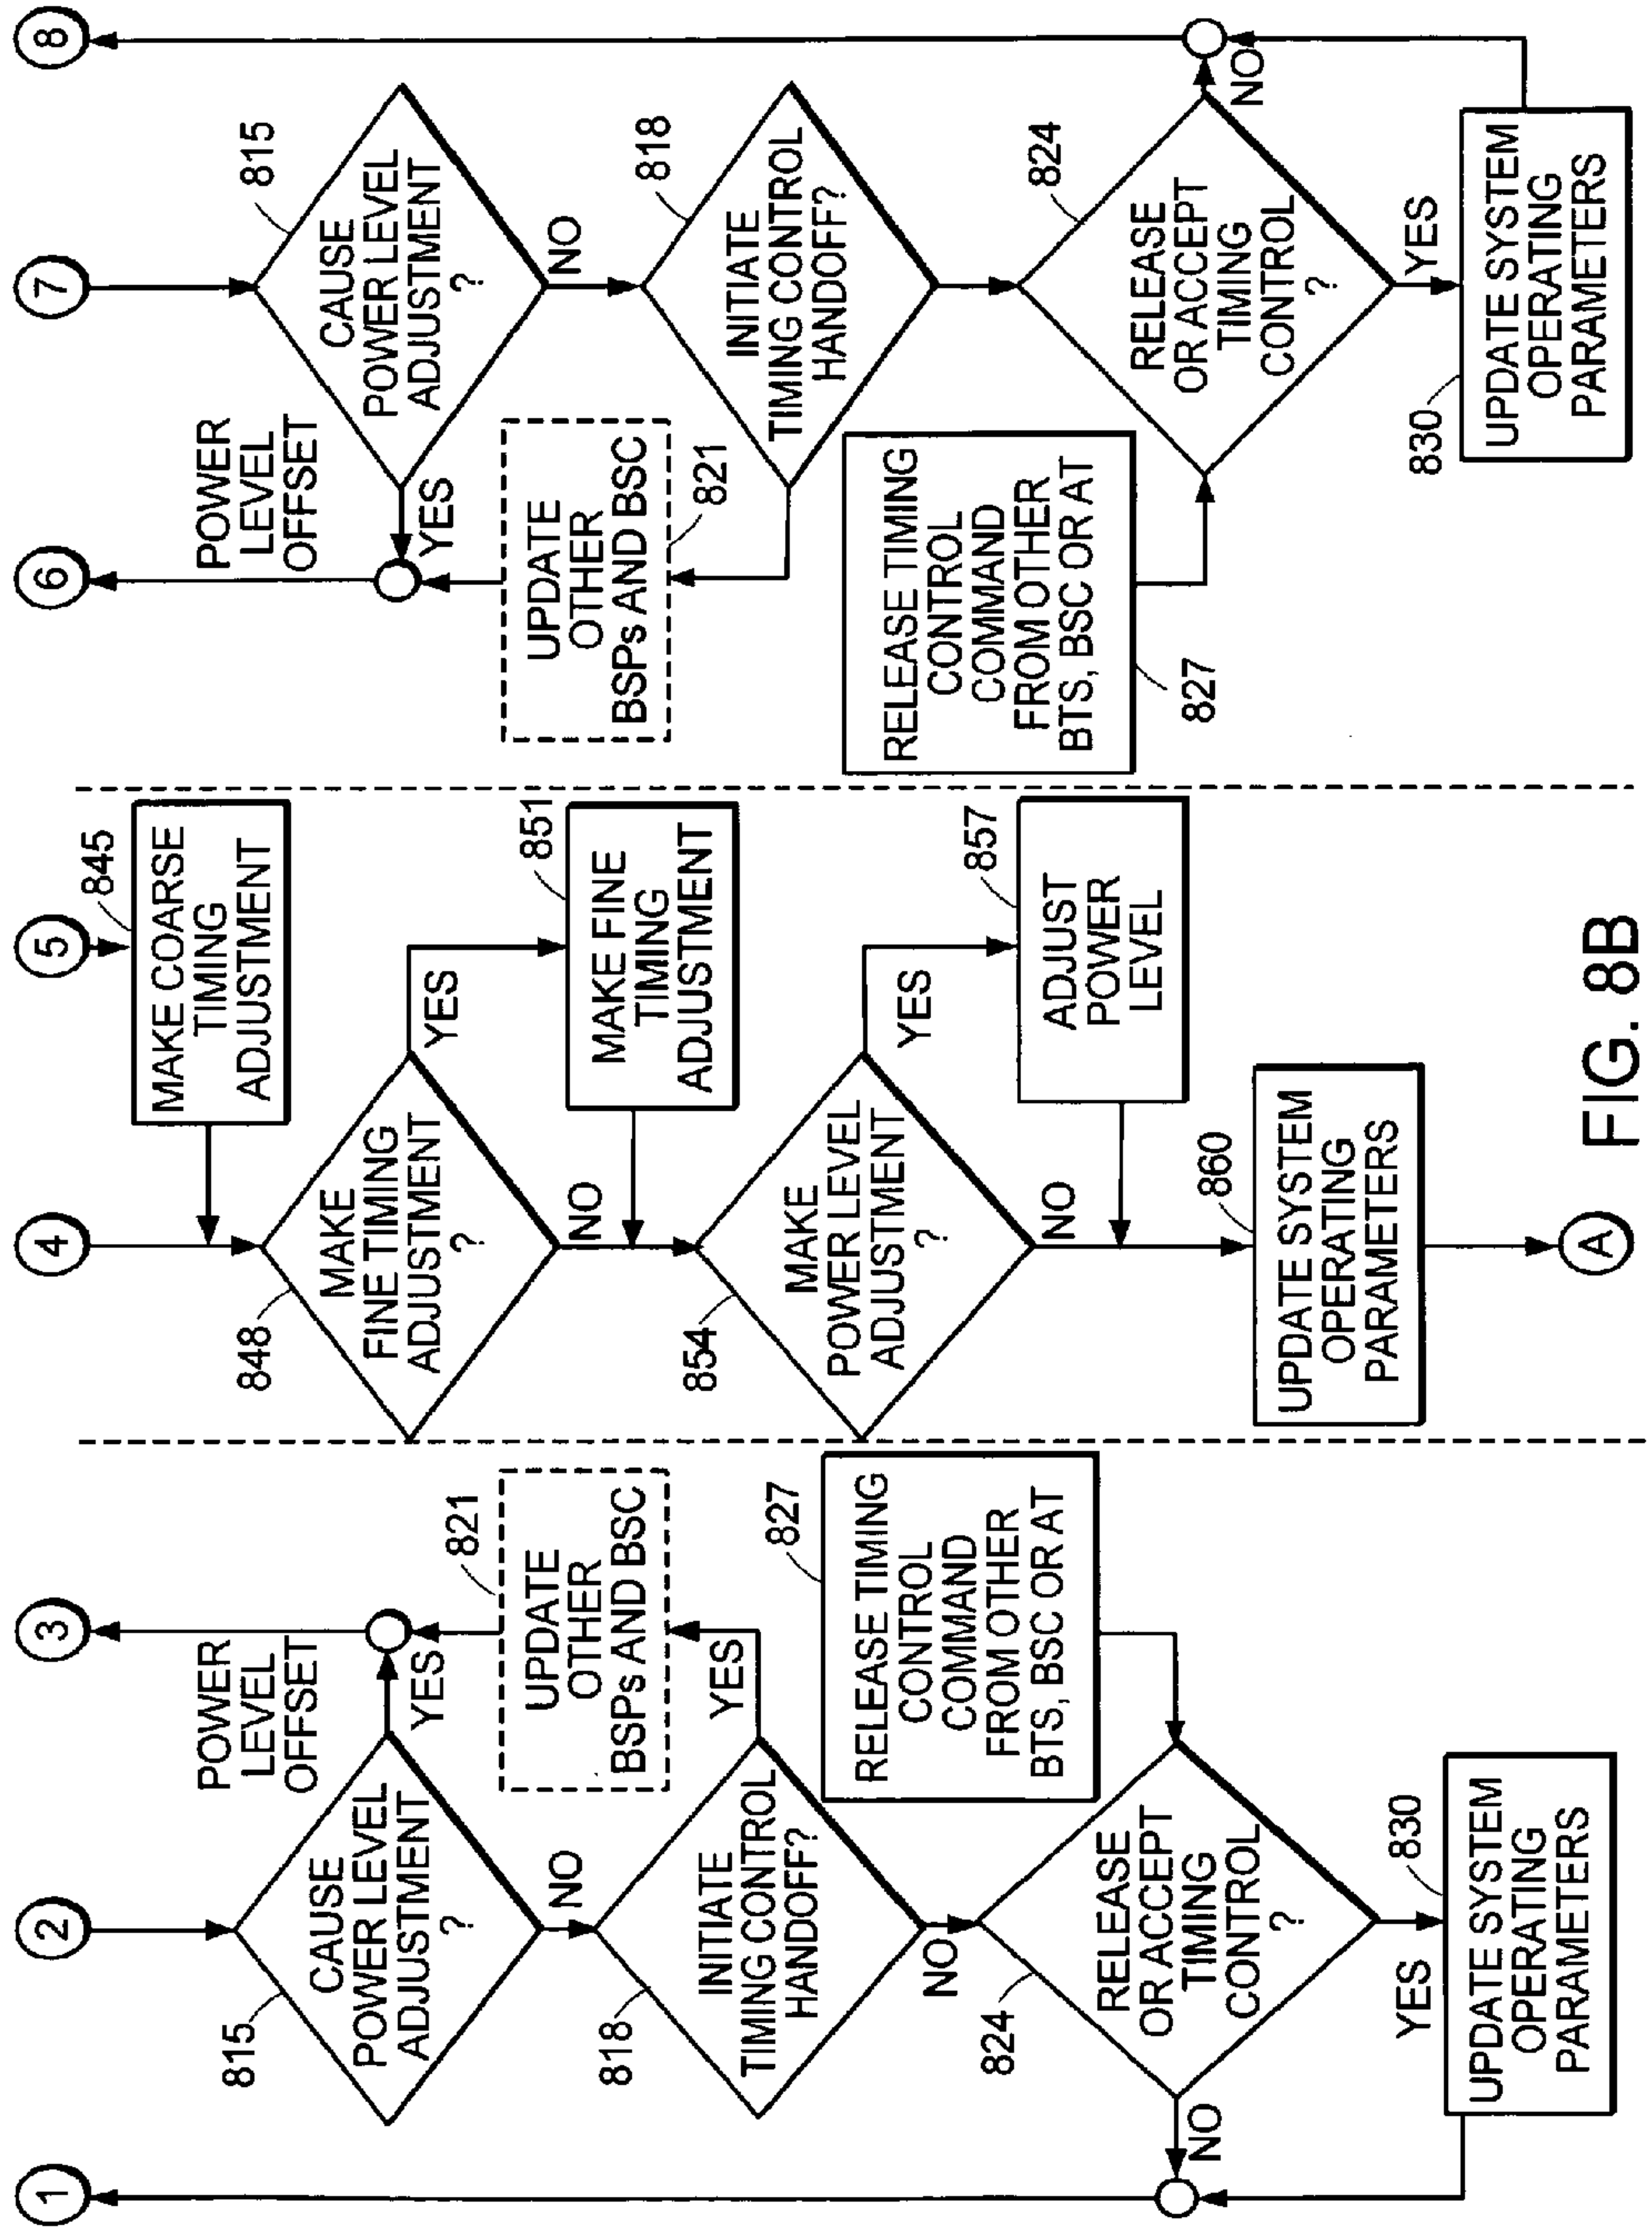 1
2
3
4
5
6
7
8
815
CAUSE
POWER LEVEL
ADJUSTMENT
?
YES
POWER
LEVEL
OFFSET
NO
818
INITIATE
TIMING CONTROL
HANDOFF?
YES
821
UPDATE
OTHER
BSPs AND BSC
NO
827
RELEASE TIMING
CONTROL
COMMAND
FROM OTHER
BTS, BSC OR AT
824
RELEASE
OR ACCEPT
TIMING
CONTROL
?
NO
YES
830
UPDATE SYSTEM
OPERATING
PARAMETERS
845
MAKE COARSE
TIMING
ADJUSTMENT
848
MAKE
FINE TIMING
ADJUSTMENT
?
YES
851
MAKE FINE
TIMING
ADJUSTMENT
NO
854
MAKE
POWER LEVEL
ADJUSTMENT
?
YES
857
ADJUST
POWER
LEVEL
NO
860
UPDATE SYSTEM
OPERATING
PARAMETERS
A
815
CAUSE
POWER LEVEL
ADJUSTMENT
?
YES
POWER
LEVEL
OFFSET
NO
818
INITIATE
TIMING CONTROL
HANDOFF?
821
UPDATE
OTHER
BSPs AND BSC
827
RELEASE TIMING
CONTROL
COMMAND
FROM OTHER
BTS, BSC OR AT
824
RELEASE
OR ACCEPT
TIMING
CONTROL
?
NO
YES
830
UPDATE SYSTEM
OPERATING
PARAMETERS
FIG. 8B